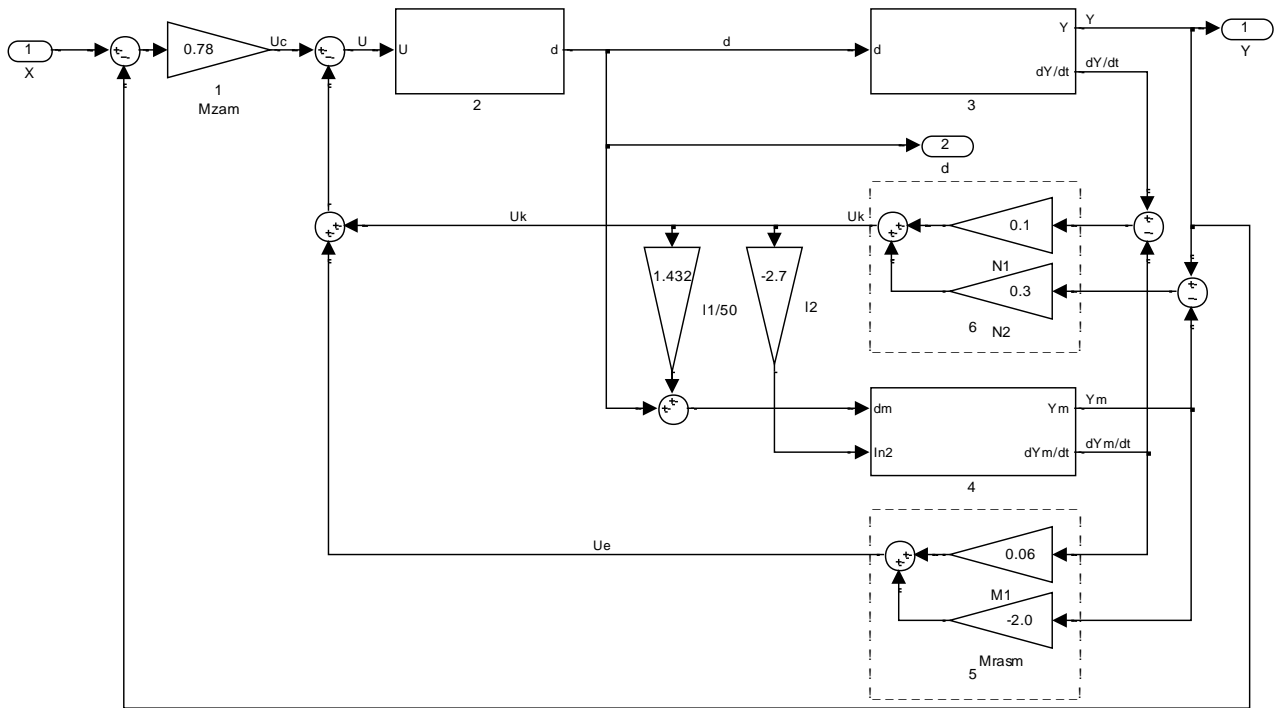 1
X
0.78
Uc
1
Mzam
U
U
d
2
d
d
Y
dY/dt
3
Y
dY/dt
1
Y
2
d
Uk
Uk
0.1
N1
0.3
6
N2
1.432
I1/50
-2.7
I2
dm
In2
Ym
dYm/dt
4
Ym
dYm/dt
Ue
0.06
M1
-2.0
Mrasm
5